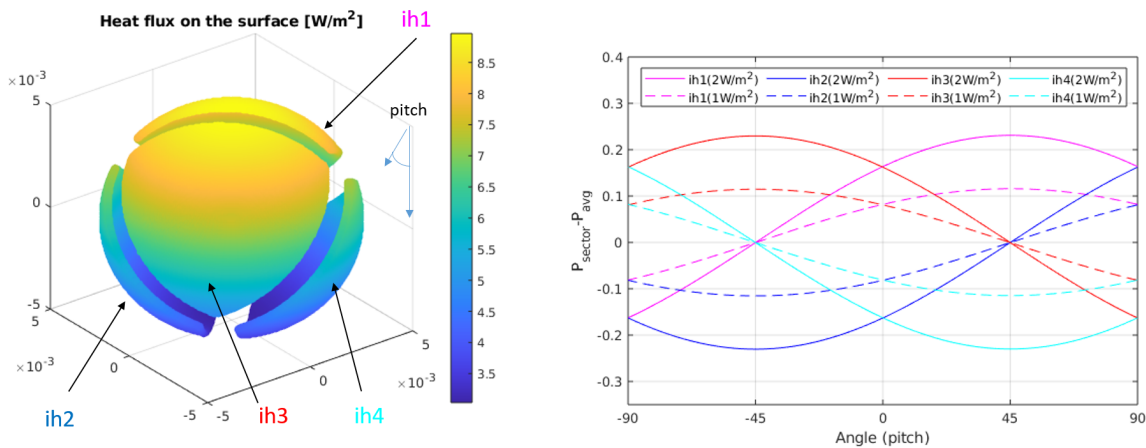 Heat flux on the surface [W/m²]
ih1
×10⁻³
5
0
-5
5
0
-5
×10⁻³
-5
0
5
×10⁻³
pitch
8.5
8
7.5
7
6.5
6
5.5
5
4.5
4
3.5
ih2
ih3
ih4
0.4
0.3
0.2
0.1
0
-0.1
-0.2
-0.3
P_sector-P_avg
ih1(2W/m²) ih2(2W/m²) ih3(2W/m²) ih4(2W/m²)
ih1(1W/m²) ih2(1W/m²) ih3(1W/m²) ih4(1W/m²)
-90 -45 0 45 90
Angle (pitch)